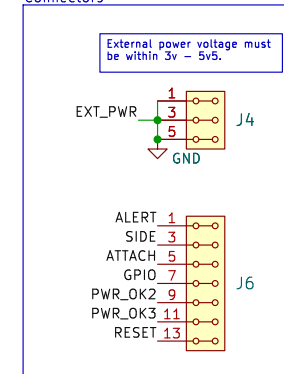 Connectors
External power voltage must
be within 3v – 5v5.
1
EXT_PWR 3 J4
5
GND
ALERT 1
SIDE 3
ATTACH 5
GPIO 7 J6
PWR_OK2 9
PWR_OK3 11
RESET 13